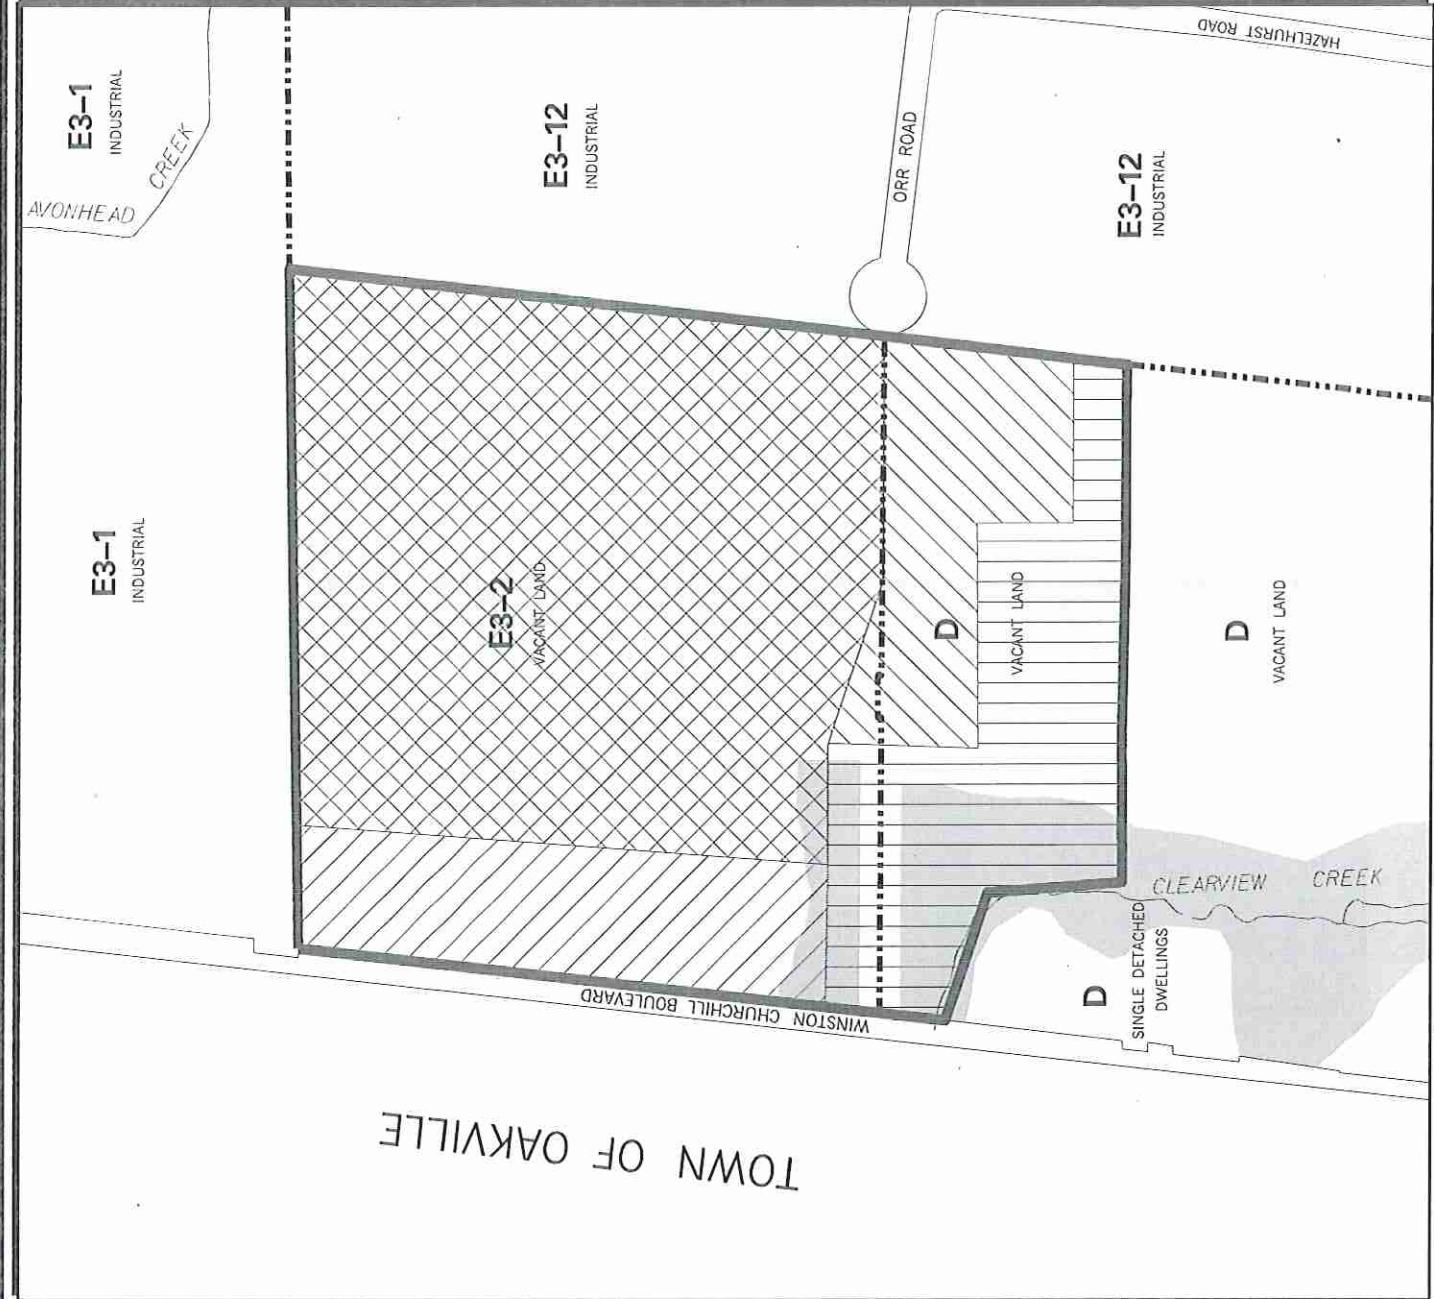 E3-1
INDUSTRIAL
AVONHEAD
CREEK
E3-12
INDUSTRIAL
HAZELHURST ROAD
ORR ROAD
E3-12
INDUSTRIAL
E3-1
INDUSTRIAL
E3-2
VACANT LAND
D
VACANT LAND
D
VACANT LAND
CLEARVIEW CREEK
D
SINGLE DETACHED
DWELLINGS
WINSTON CHURCHILL BOULEVARD
TOWN OF OAKVILLE